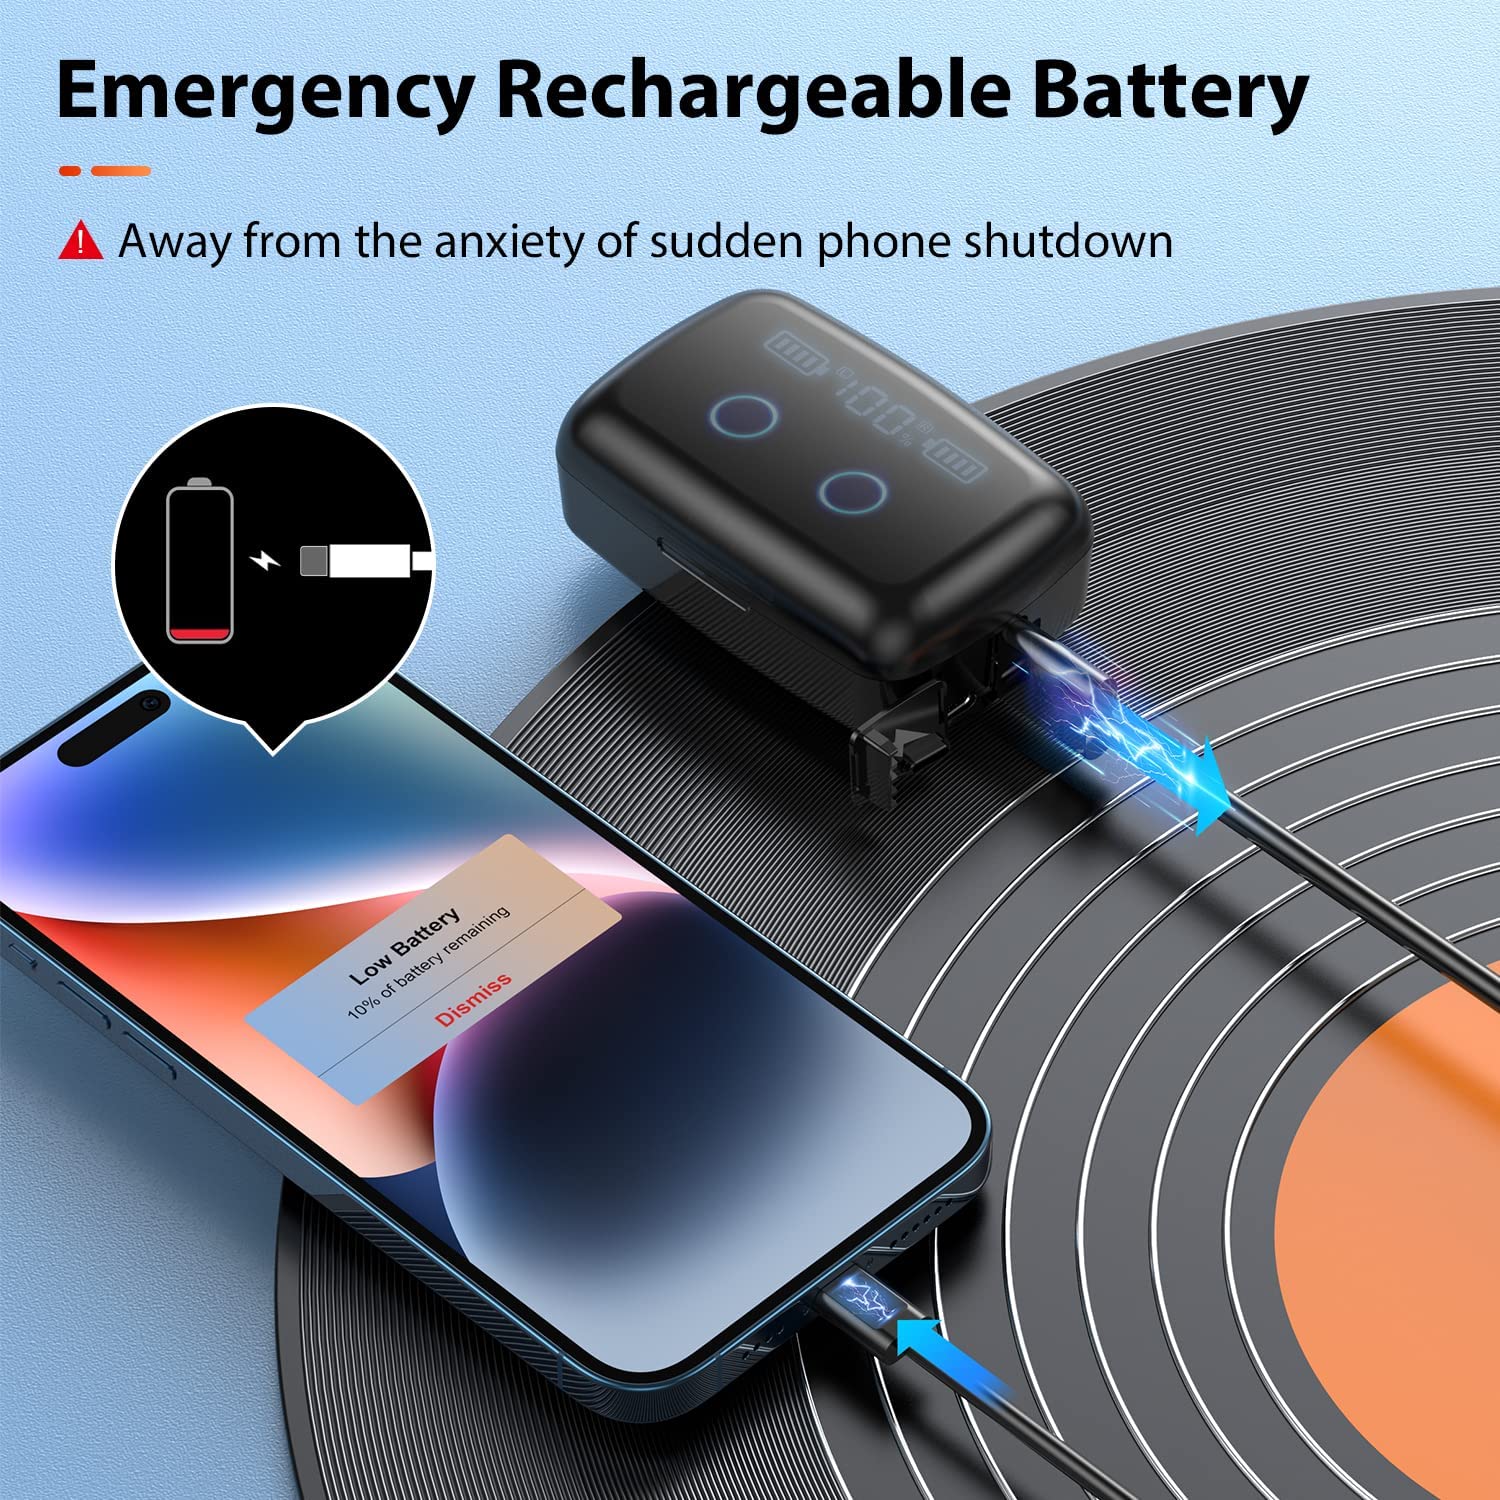 Emergency Rechargeable Battery
Away from the anxiety of sudden phone shutdown
100%
Low Battery
10% of battery remaining
Dismiss